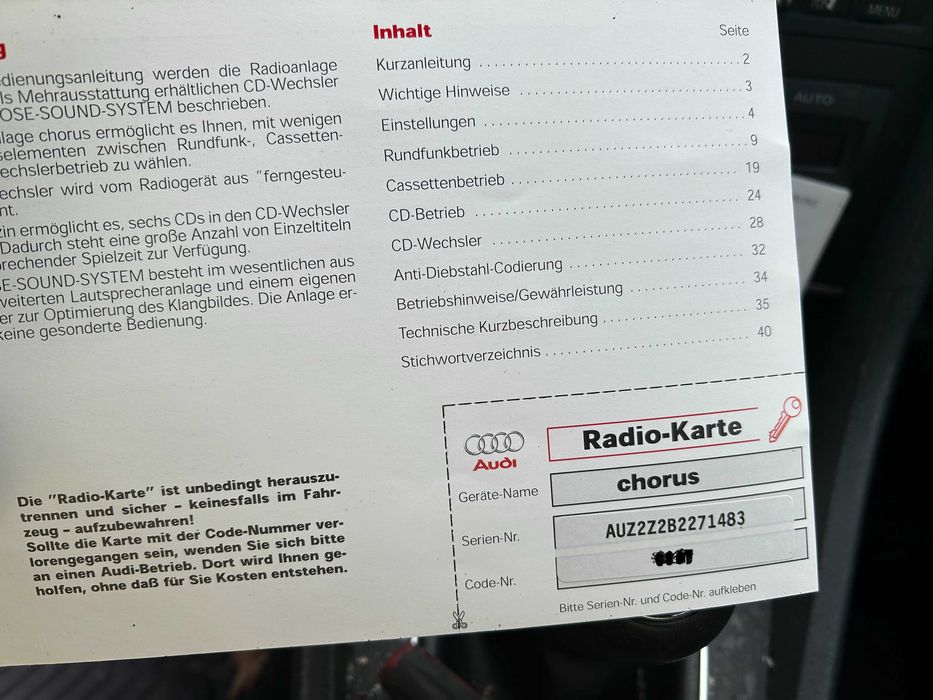 g
edienungsanleitung werden die Radioanlage
ls Mehrausstattung erhältlichen CD-Wechsler
OSE-SOUND-SYSTEM beschrieben.
lage chorus ermöglicht es Ihnen, mit wenigen
selementen zwischen Rundfunk-, Cassetten-
echslerbetrieb zu wählen.
echsler wird vom Radiogerät aus "ferngesteu-
nt.
zin ermöglicht es, sechs CDs in den CD-Wechsler
Dadurch steht eine große Anzahl von Einzeltiteln
rechender Spielzeit zur Verfügung.
SE-SOUND-SYSTEM besteht im wesentlichen aus
weiterten Lautsprecheranlage und einem eigenen
er zur Optimierung des Klangbildes. Die Anlage er-
keine gesonderte Bedienung.
Die "Radio-Karte" ist unbedingt herauszu-
trennen und sicher – keinesfalls im Fahr-
zeug – aufzubewahren!
Sollte die Karte mit der Code-Nummer ver-
lorengegangen sein, wenden Sie sich bitte
an einen Audi-Betrieb. Dort wird Ihnen ge-
holfen, ohne daß für Sie Kosten entstehen.
Inhalt Seite
Kurzanleitung 2
Wichtige Hinweise 3
Einstellungen 4
Rundfunkbetrieb 9
Cassettenbetrieb 19
CD-Betrieb 24
CD-Wechsler 28
Anti-Diebstahl-Codierung 32
Betriebshinweise/Gewährleistung 34
Technische Kurzbeschreibung 35
Stichwortverzeichnis 40
Audi
Radio-Karte
Geräte-Name chorus
Serien-Nr. AUZ2Z2B2271483
Code-Nr.
Bitte Serien-Nr. und Code-Nr. aufkleben
MENU
AUTO